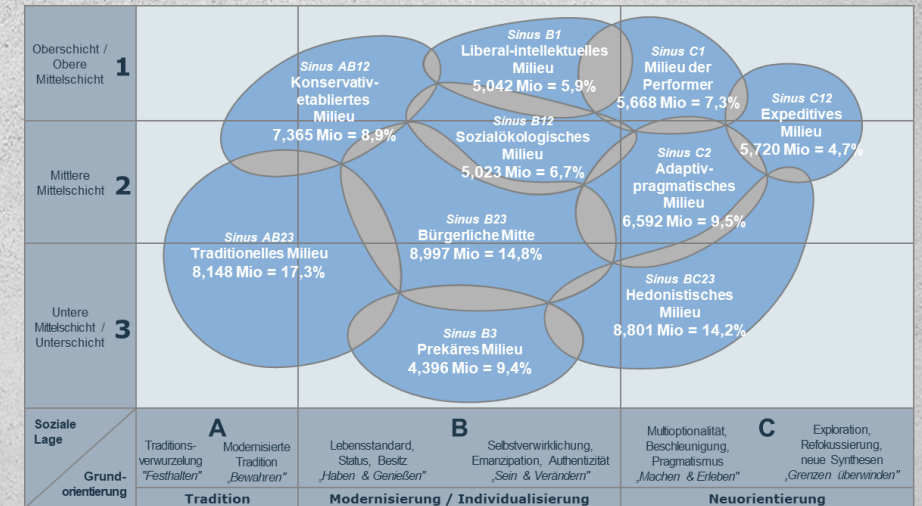 Oberschicht /
Obere
Mittelschicht
1
Mittlere
Mittelschicht
2
Untere
Mittelschicht /
Unterschicht
3
Sinus AB12
Konservativ-
etabliertes
Milieu
7,365 Mio = 8,9%
Sinus B1
Liberal-intellektuelles
Milieu
5,042 Mio = 5,9%
Sinus C1
Milieu der
Performer
5,668 Mio = 7,3%
Sinus C12
Expeditives
Milieu
5,720 Mio = 4,7%
Sinus B12
Sozialökologisches
Milieu
5,023 Mio = 6,7%
Sinus C2
Adaptiv-
pragmatisches
Milieu
6,592 Mio = 9,5%
Sinus AB23
Traditionelles Milieu
8,148 Mio = 17,3%
Sinus B23
Bürgerliche Mitte
8,997 Mio = 14,8%
Sinus BC23
Hedonistisches
Milieu
8,801 Mio = 14,2%
Sinus B3
Prekäres Milieu
4,396 Mio = 9,4%
Soziale
Lage
Grund-
orientierung
A
Traditions-
verwurzelung
"Festhalten"
Modernisierte
Tradition
„Bewahren"
Tradition
B
Lebensstandard,
Status, Besitz
„Haben & Genießen"
Selbstverwirklichung,
Emanzipation, Authentizität
„Sein & Verändern"
Modernisierung / Individualisierung
C
Multioptionalität,
Beschleunigung,
Pragmatismus
„Machen & Erleben"
Exploration,
Refokussierung,
neue Synthesen
„Grenzen überwinden"
Neuorientierung